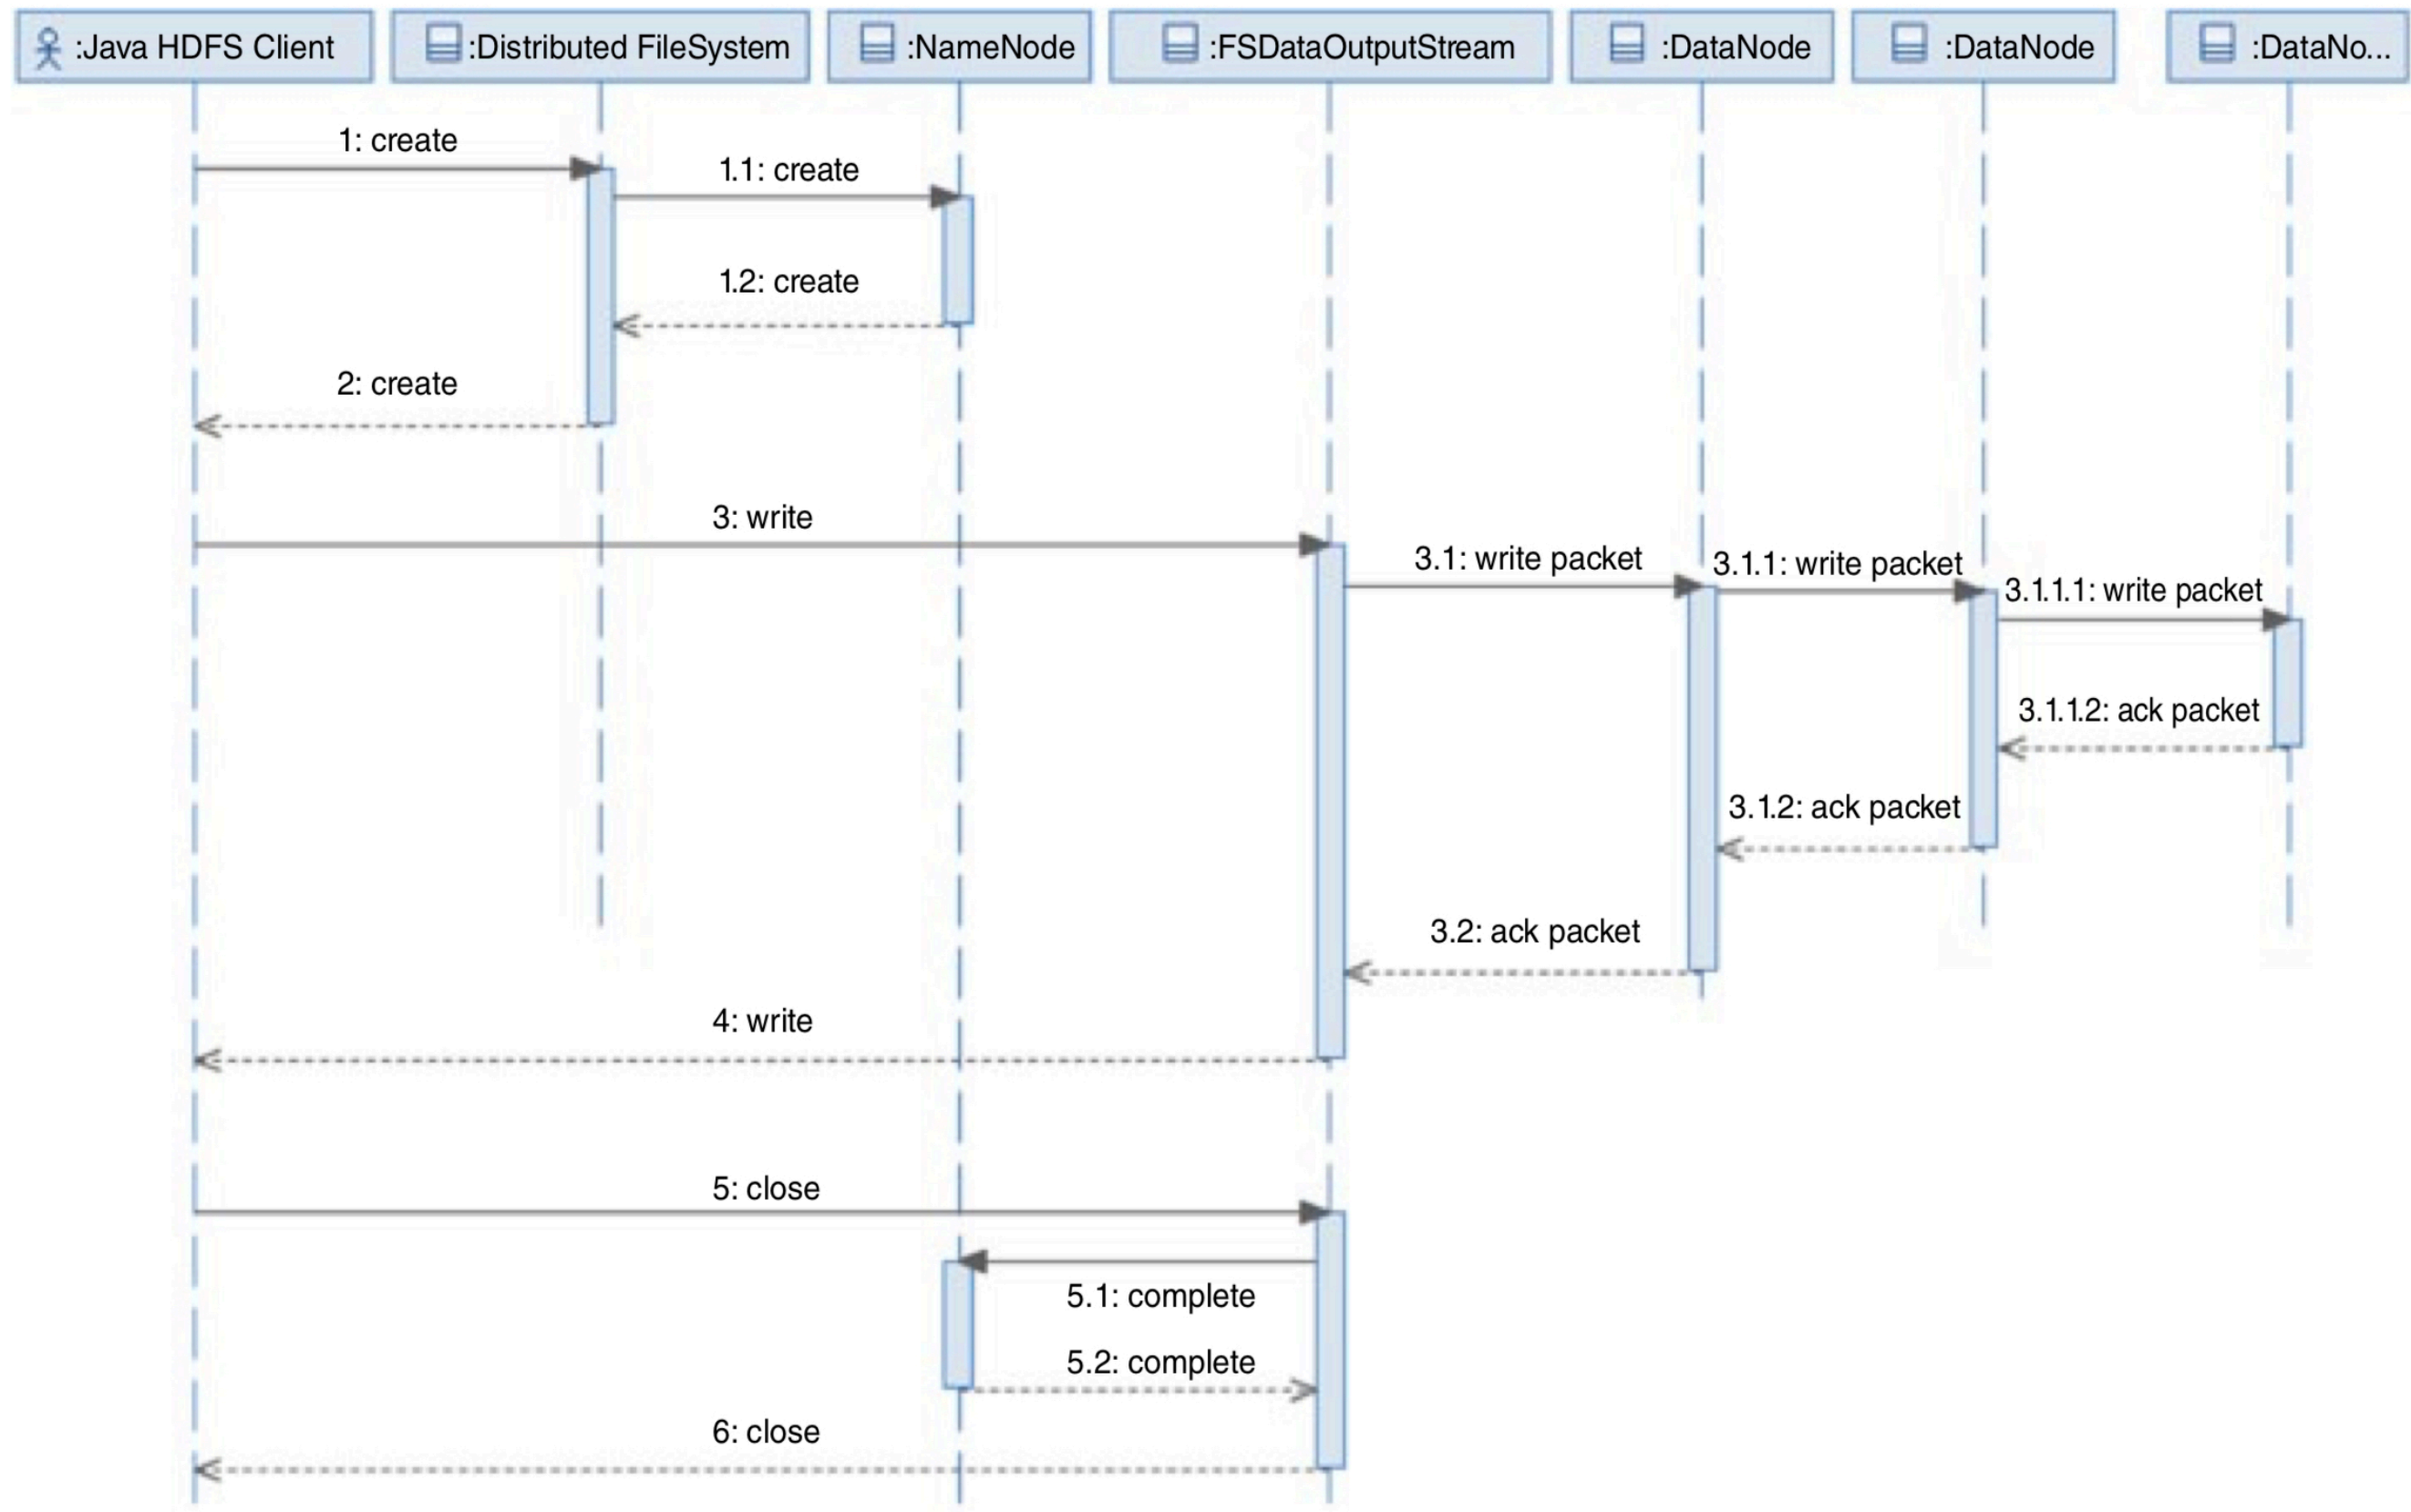 :Java HDFS Client
:Distributed FileSystem
:NameNode
:FSDataOutputStream
:DataNode
:DataNode
:DataNo...
1: create
1.1: create
1.2: create
2: create
3: write
3.1: write packet
3.1.1: write packet
3.1.1.1: write packet
3.1.1.2: ack packet
3.1.2: ack packet
3.2: ack packet
4: write
5: close
5.1: complete
5.2: complete
6: close